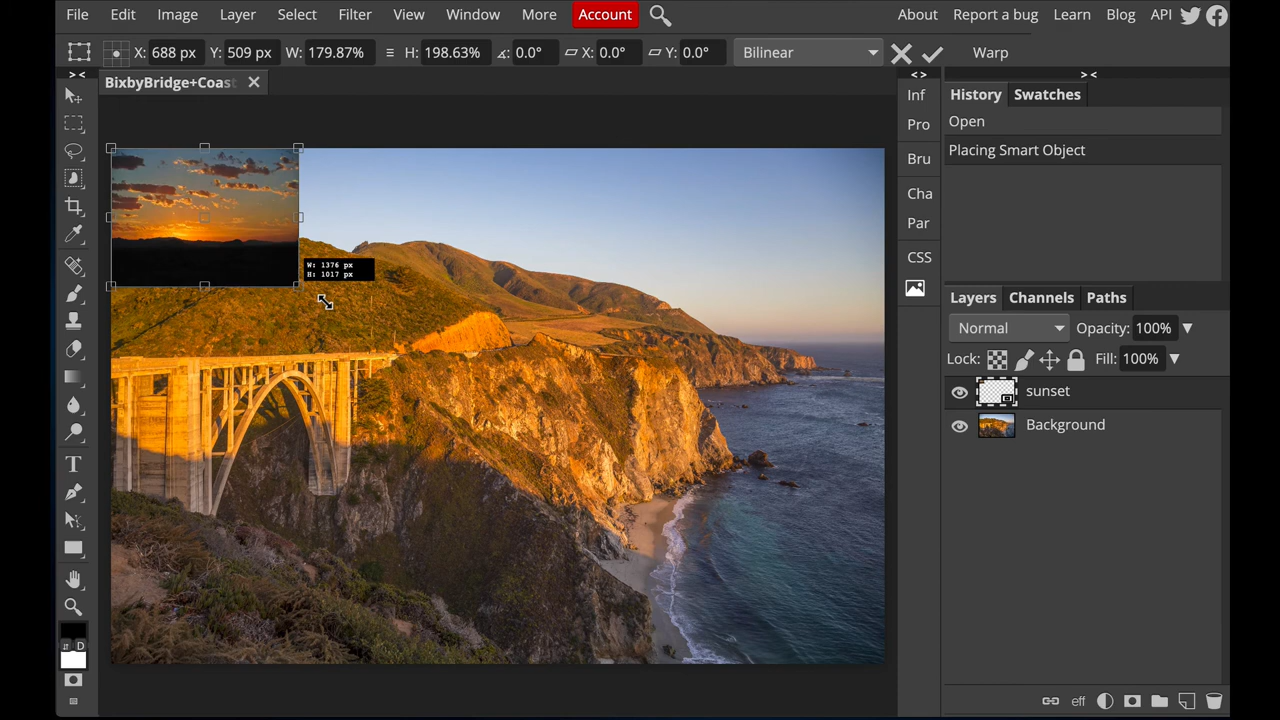 File Edit Image Layer Select Filter View Window More Account About Report a bug Learn Blog API
X: 688 px Y: 509 px W: 179.87% H: 198.63% ∡: 0.0° X: 0.0° Y: 0.0° Bilinear Warp
> < BixbyBridge+Coast < > > <
Inf
Pro
Bru
Cha
Par
CSS
History Swatches
Open
Placing Smart Object
W: 1376 px
H: 1017 px
Layers Channels Paths
Normal Opacity: 100%
Lock: Fill: 100%
sunset
Background
T
D
eff